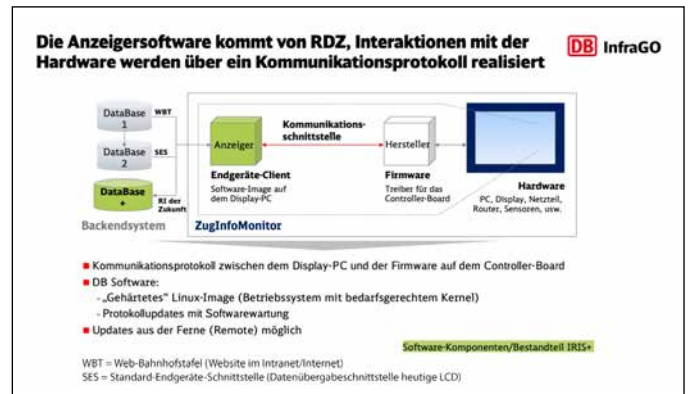 Die Anzeigersoftware kommt von RDZ, Interaktionen mit der
Hardware werden über ein Kommunikationsprotokoll realisiert
DB InfraGO
DataBase
1
WBT
DataBase
2
SES
DataBase
+
RI der
Zukunft
Backendsystem
Anzeiger
Kommunikations-
schnittstelle
Hersteller
Endgeräte-Client
Software-Image auf
dem Display-PC
Firmware
Treiber für das
Controller-Board
Hardware
PC, Display, Netzteil,
Router, Sensoren, usw.
ZugInfoMonitor
Kommunikationsprotokoll zwischen dem Display-PC und der Firmware auf dem Controller-Board
DB Software:
- „Gehärtetes" Linux-Image (Betriebssystem mit bedarfsgerechtem Kernel)
- Protokollupdates mit Softwarewartung
Updates aus der Ferne (Remote) möglich
Software-Komponenten/Bestandteil IRIS+
WBT = Web-Bahnhofstafel (Website im Intranet/Internet)
SES = Standard-Endgeräte-Schnittstelle (Datenübergabeschnittstelle heutige LCD)